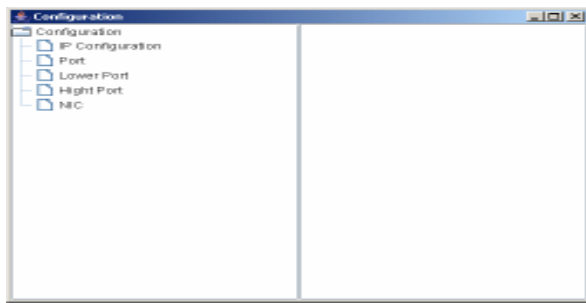 Configuration
Configuration
IP Configuration
Port
Lower Port
Hight Port
NIC